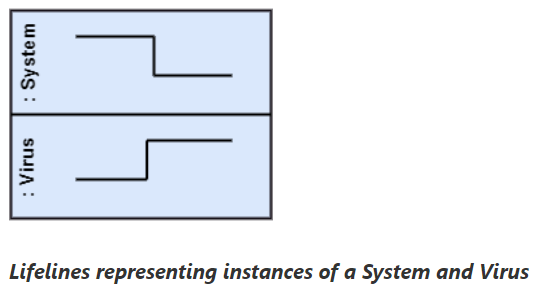 : System
: Virus
Lifelines representing instances of a System and Virus